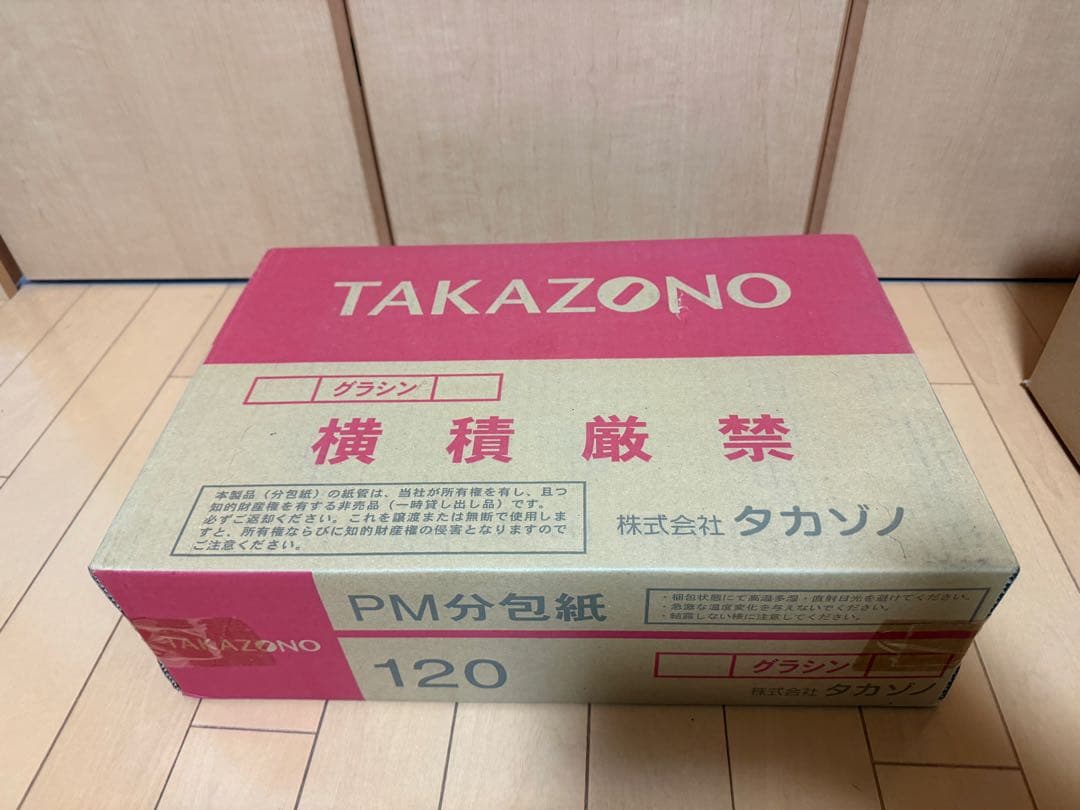 TAKAZONO
グラシン
横積厳禁
本製品（分包紙）の紙管は、当社が所有権を有し、且つ
知的財産権を有する非売品（一時貸し出し品）です。
必ずご返却ください。これを譲渡または無断で使用しま
すと、所有権ならびに知的財産権の侵害となりますので
ご注意ください。
株式会社 タカゾノ
PM分包紙
・梱包状態にて高温多湿・直射日光を避けてください。
・急激な温度変化を与えないでください。
・結露しない様に注意してください。
TAKAZONO
120
グラシン
株式会社 タカゾノ